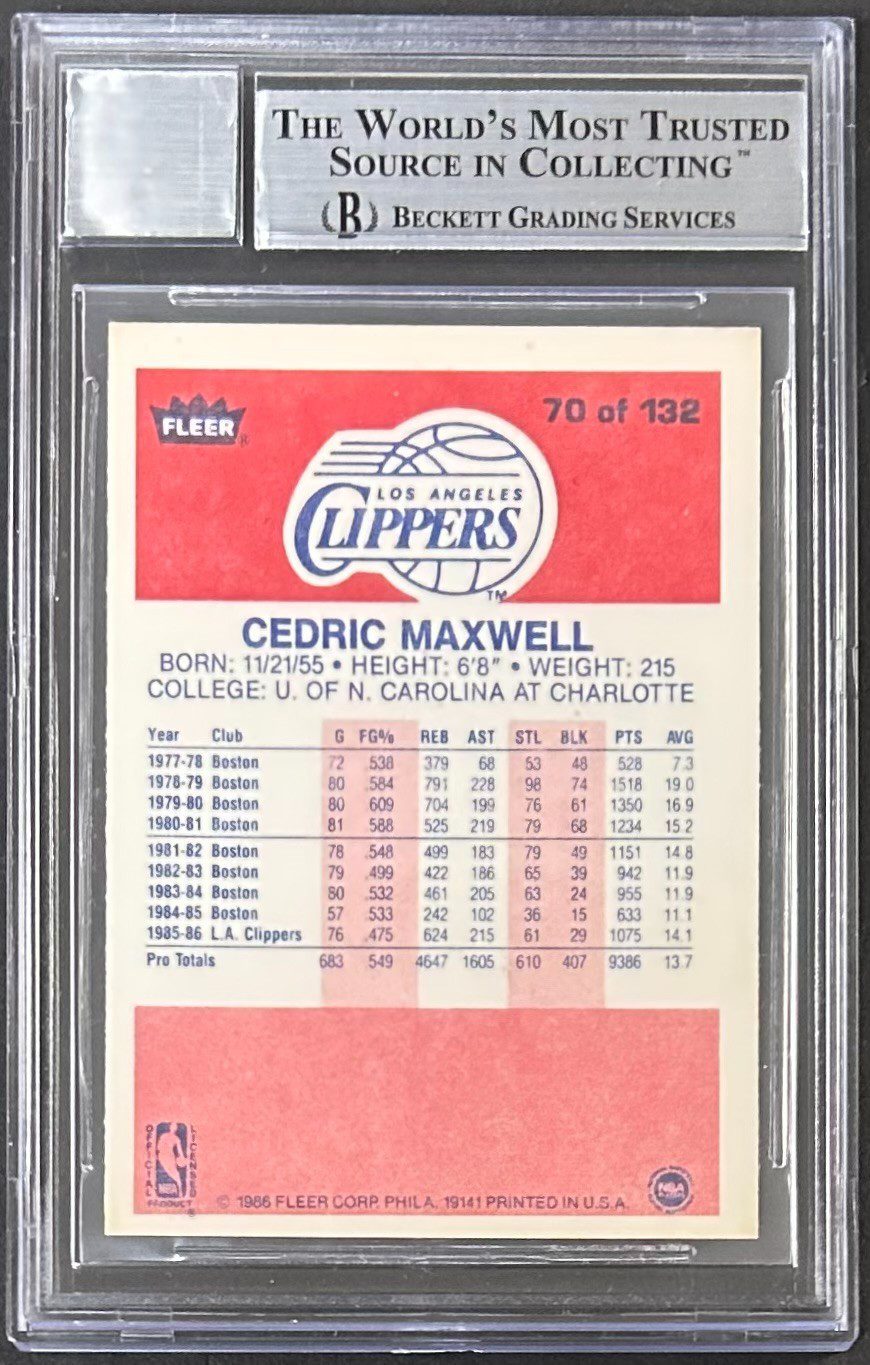 THE WORLD'S MOST TRUSTED
SOURCE IN COLLECTING™
(B) BECKETT GRADING SERVICES
FLEER®
70 of 132
LOS ANGELES
CLIPPERS
TM
CEDRIC MAXWELL
BORN: 11/21/55 • HEIGHT: 6'8" • WEIGHT: 215
COLLEGE: U. OF N. CAROLINA AT CHARLOTTE
Year Club G FG% REB AST STL BLK PTS AVG
1977-78 Boston 72 .538 379 68 53 48 528 7.3
1978-79 Boston 80 .584 791 228 98 74 1518 19.0
1979-80 Boston 80 .609 704 199 76 61 1350 16.9
1980-81 Boston 81 .588 525 219 79 68 1234 15.2
1981-82 Boston 78 .548 499 183 79 49 1151 14.8
1982-83 Boston 79 .499 422 186 65 39 942 11.9
1983-84 Boston 80 .532 461 205 63 24 955 11.9
1984-85 Boston 57 .533 242 102 36 15 633 11.1
1985-86 L.A. Clippers 76 .475 624 215 61 29 1075 14.1
Pro Totals 683 .549 4647 1605 610 407 9386 13.7
OFFICIAL LICENSED
NBA
PRODUCT
© 1986 FLEER CORP. PHILA. 19141 PRINTED IN U.S.A.